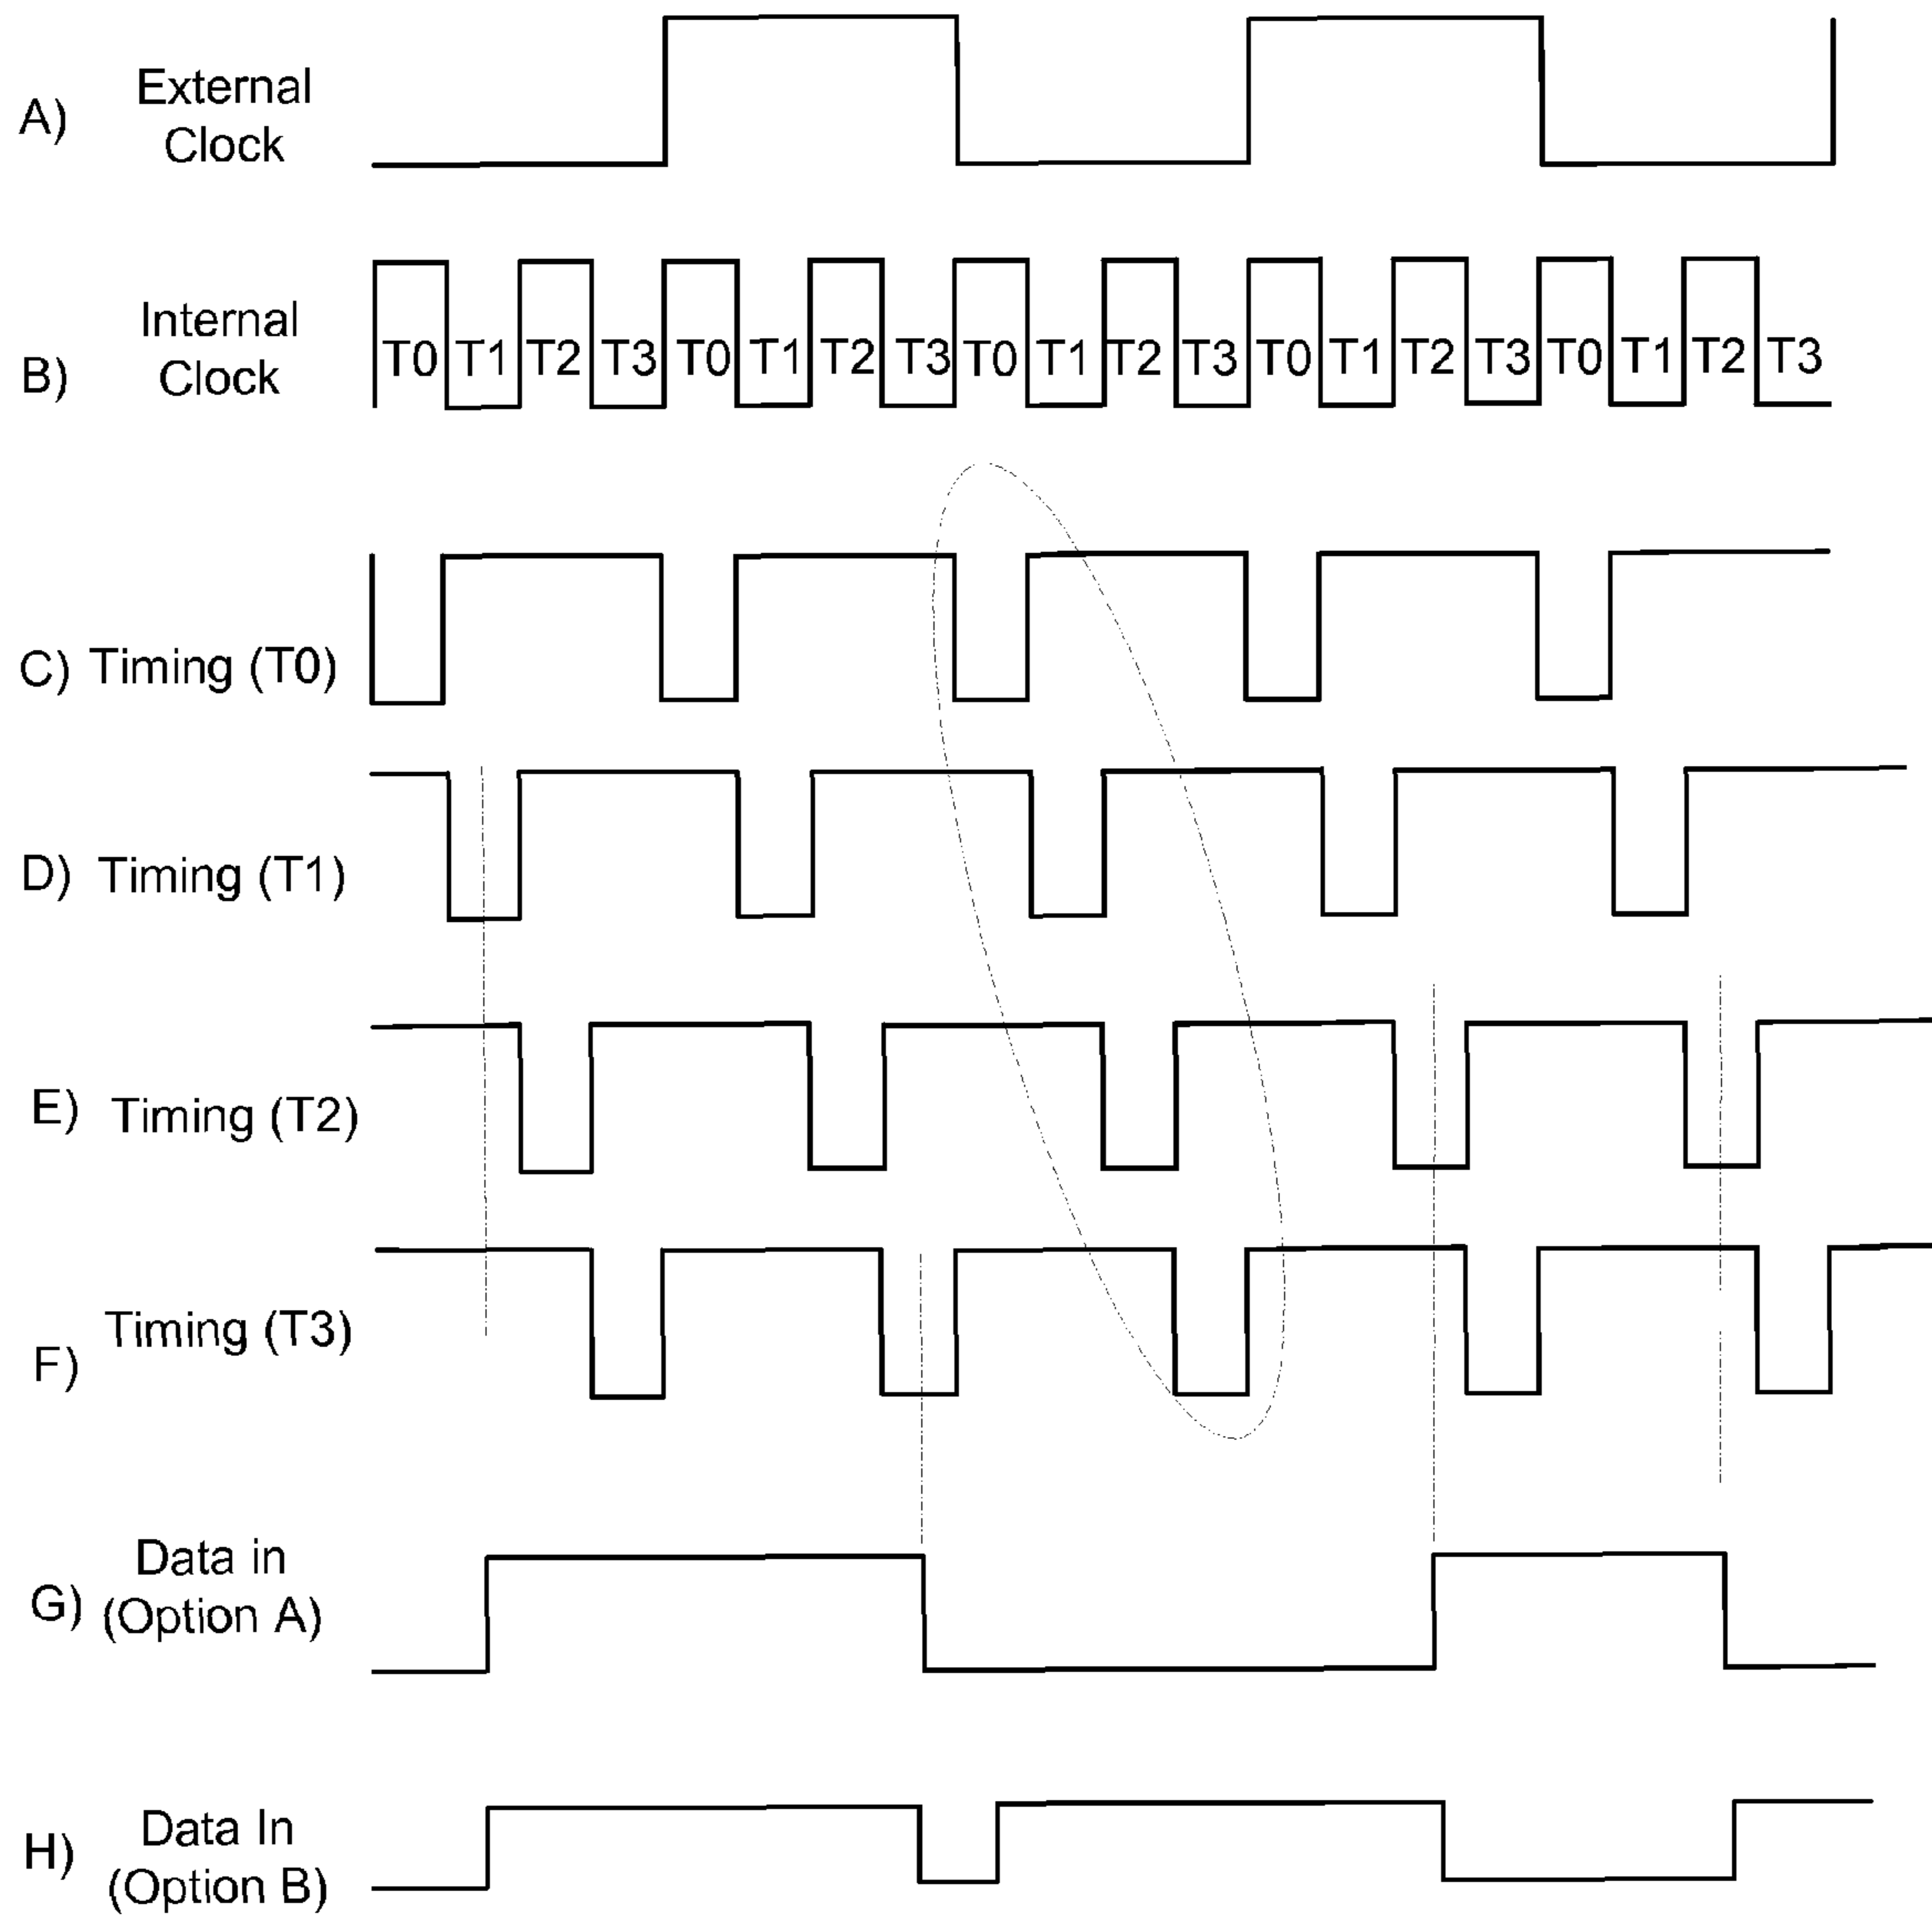 A) External
Clock
B) Internal
Clock
T0 T1 T2 T3 T0 T1 T2 T3 T0 T1 T2 T3 T0 T1 T2 T3 T0 T1 T2 T3
C) Timing (T0)
D) Timing (T1)
E) Timing (T2)
F) Timing (T3)
G) Data in
(Option A)
H) Data In
(Option B)